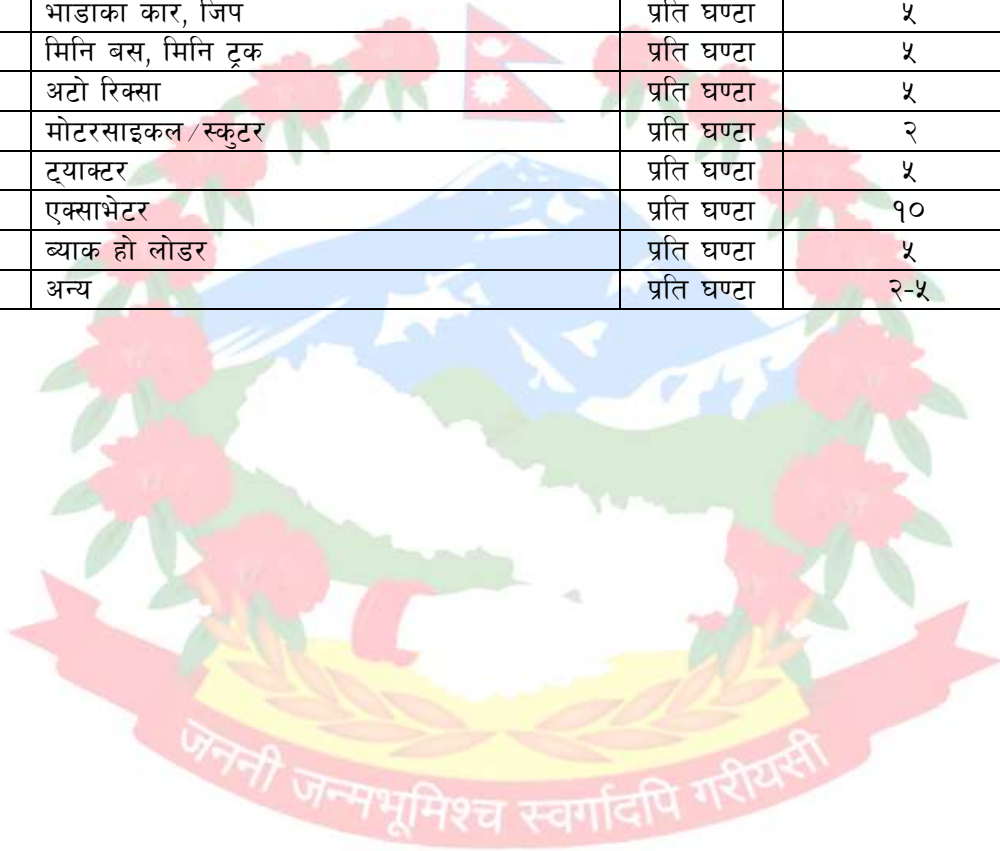 भाडाका कार, जिप प्रति घण्टा ५
मिनि बस, मिनि ट्रक प्रति घण्टा ५
अटो रिक्सा प्रति घण्टा ५
मोटरसाइकल/स्कुटर प्रति घण्टा २
ट्याक्टर प्रति घण्टा ५
एक्साभेटर प्रति घण्टा १०
ब्याक हो लोडर प्रति घण्टा ५
अन्य प्रति घण्टा २-५
जननी जन्मभूमिश्च स्वर्गादपि गरीयसी